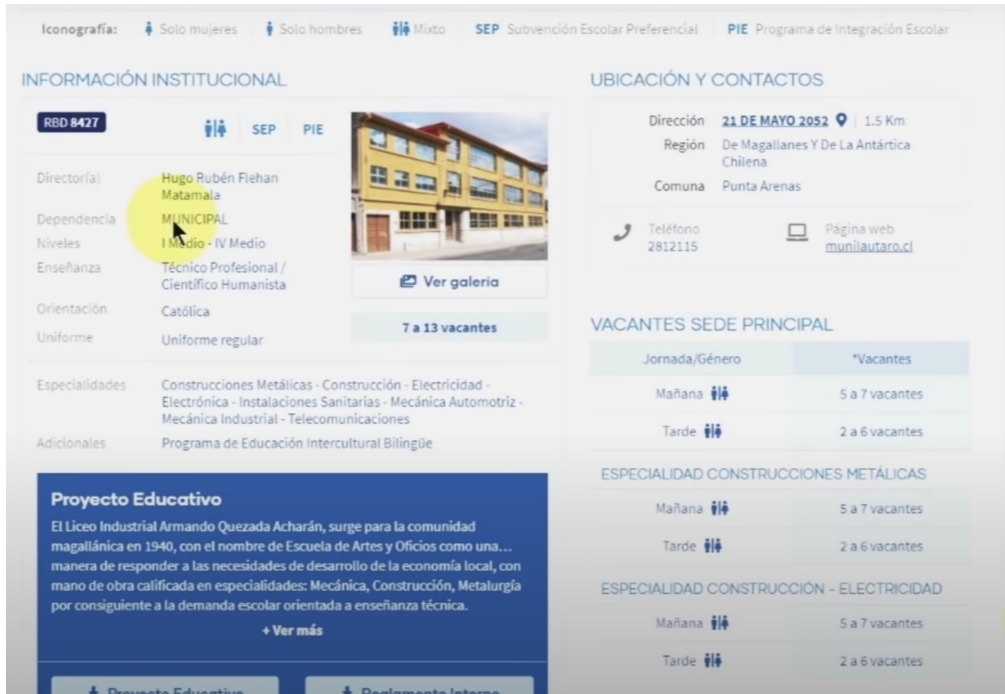 Iconografía: Solo mujeres Solo hombres Mixto SEP Subvención Escolar Preferencial PIE Programa de Integración Escolar
INFORMACIÓN INSTITUCIONAL
RBD 8427
SEP PIE
Director(a) Hugo Rubén Flehan
Matamala
Dependencia MUNICIPAL
Niveles I Medio - IV Medio
Enseñanza Técnico Profesional /
Científico Humanista
Orientación Católica
Uniforme Uniforme regular
Ver galería
7 a 13 vacantes
Especialidades Construcciones Metálicas - Construcción - Electricidad -
Electrónica - Instalaciones Sanitarias - Mecánica Automotriz -
Mecánica Industrial - Telecomunicaciones
Adicionales Programa de Educación Intercultural Bilingüe
Proyecto Educativo
El Liceo Industrial Armando Quezada Acharán, surge para la comunidad
magallánica en 1940, con el nombre de Escuela de Artes y Oficios como una...
manera de responder a las necesidades de desarrollo de la economía local, con
mano de obra calificada en especialidades: Mecánica, Construcción, Metalurgía
por consiguiente a la demanda escolar orientada a enseñanza técnica.
+ Ver más
Proyecto Educativo Reglamento Interno
UBICACIÓN Y CONTACTOS
Dirección 21 DE MAYO 2052 1.5 Km
Región De Magallanes Y De La Antártica
Chilena
Comuna Punta Arenas
Teléfono
2812115
Página web
munilautaro.cl
VACANTES SEDE PRINCIPAL
Jornada/Género *Vacantes
Mañana 5 a 7 vacantes
Tarde 2 a 6 vacantes
ESPECIALIDAD CONSTRUCCIONES METÁLICAS
Mañana 5 a 7 vacantes
Tarde 2 a 6 vacantes
ESPECIALIDAD CONSTRUCCIÓN - ELECTRICIDAD
Mañana 5 a 7 vacantes
Tarde 2 a 6 vacantes